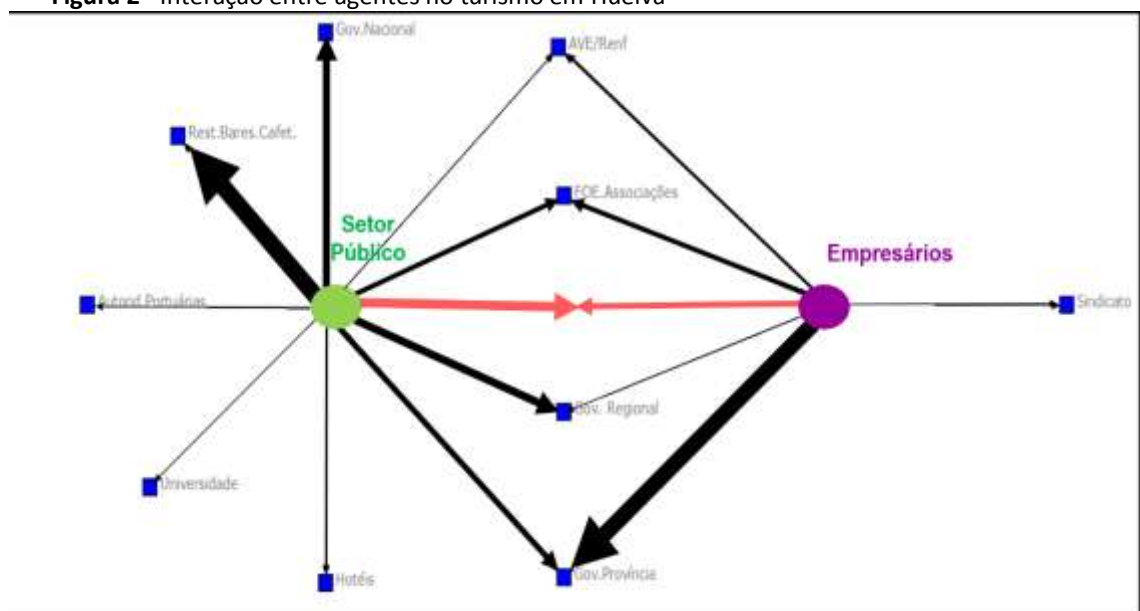 Figura 2 - Interação entre agentes no turismo em Huelva
Gov.Nacional
AVE/Renf
Rest.Bares.Cafet.
FOE.Associações
Setor
Público
Empresários
Autorid.Portuárias
Sindicato
Gov. Regional
Universidade
Hotéis
Gov.Província